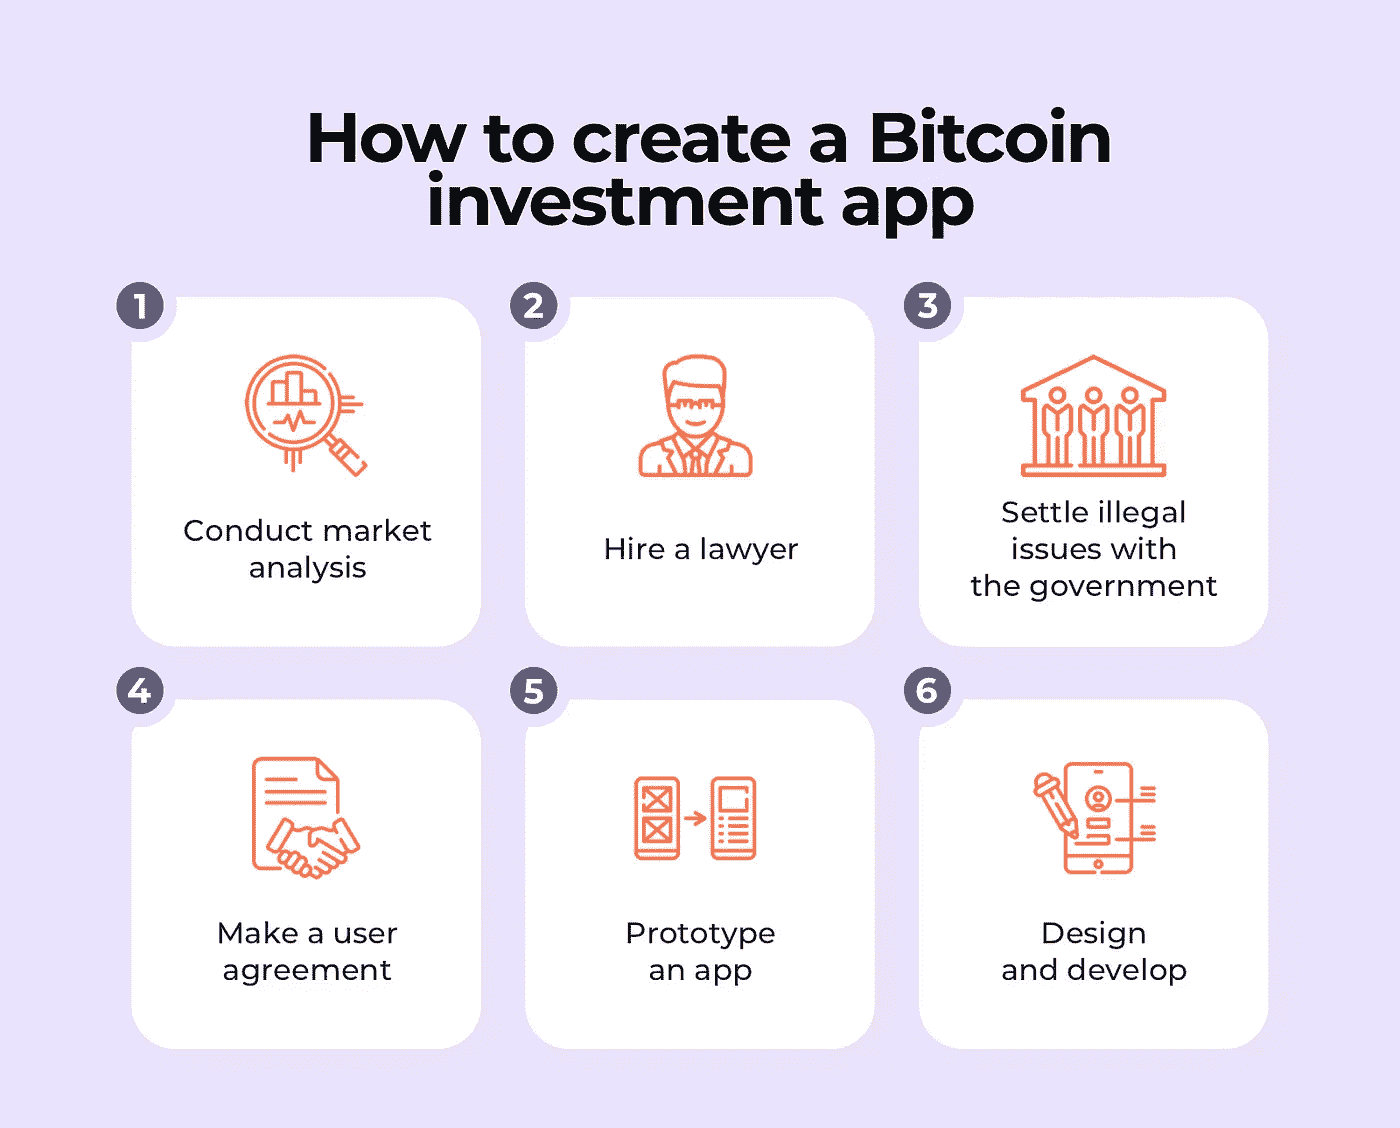 How to create a Bitcoin
investment app
1
Conduct market
analysis
2
Hire a lawyer
3
Settle illegal
issues with
the government
4
Make a user
agreement
5
Prototype
an app
6
Design
and develop